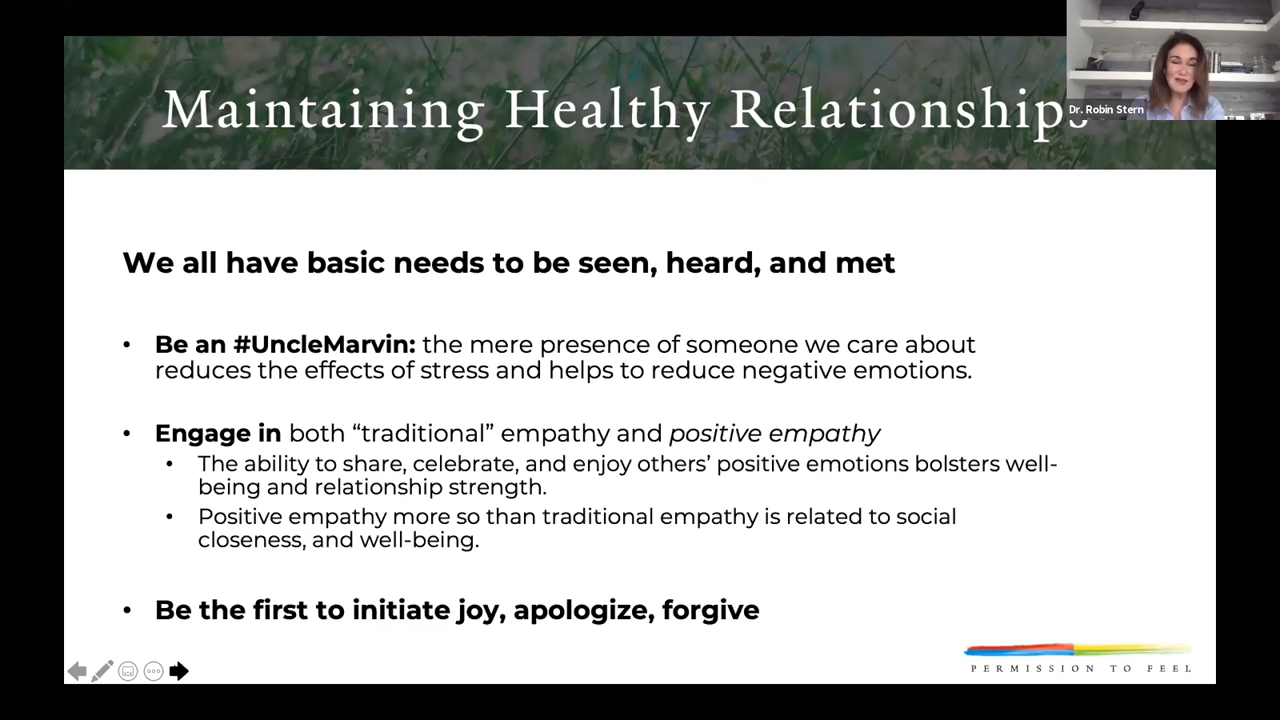 Maintaining Healthy Relationships
Dr. Robin Stern
We all have basic needs to be seen, heard, and met
• Be an #UncleMarvin: the mere presence of someone we care about
reduces the effects of stress and helps to reduce negative emotions.
• Engage in both “traditional” empathy and positive empathy
• The ability to share, celebrate, and enjoy others’ positive emotions bolsters well-
being and relationship strength.
• Positive empathy more so than traditional empathy is related to social
closeness, and well-being.
• Be the first to initiate joy, apologize, forgive
PERMISSION TO FEEL